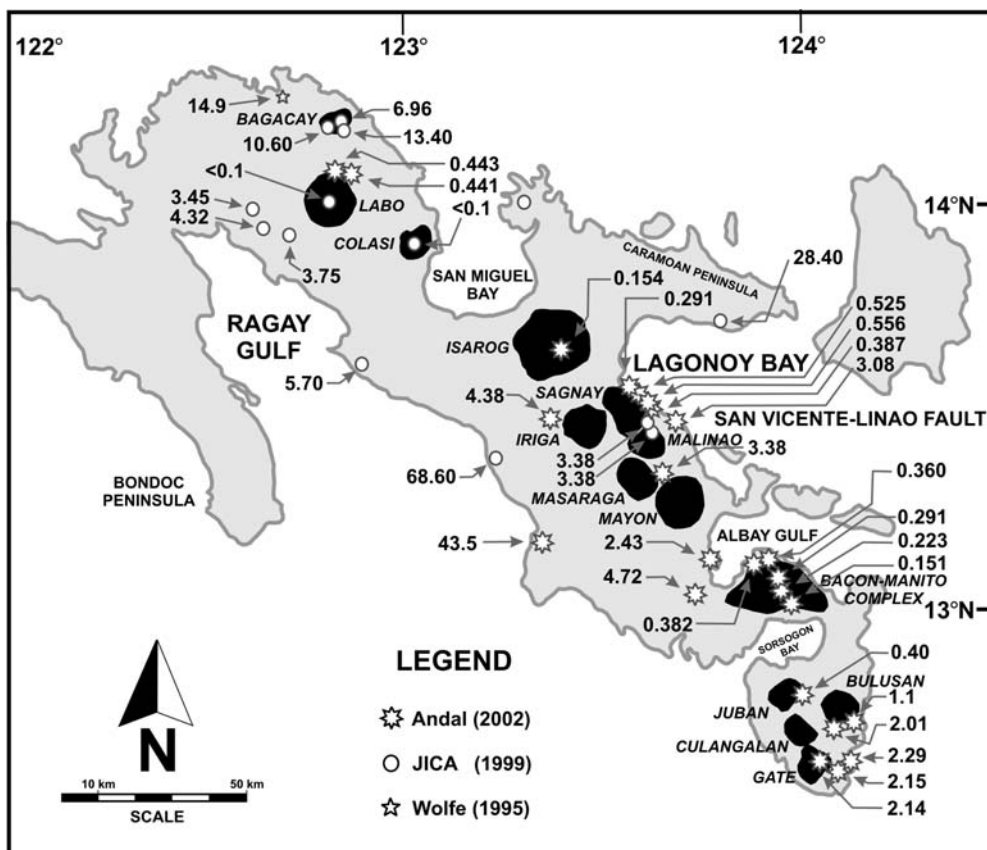 122°
123°
124°
14.9
BAGACAY
6.96
10.60
13.40
0.443
<0.1
0.441
3.45
<0.1
LABO
4.32
14°N
COLASI
3.75
CARAMOAN PENINSULA
28.40
SAN MIGUEL
BAY
0.154
0.291
0.525
RAGAY
GULF
0.556
ISAROG
LAGONOY BAY
0.387
3.08
5.70
SAGNAY
4.38
SAN VICENTE-LINAO FAULT
IRIGA
MALINAO
3.38
3.38
3.38
68.60
0.360
BONDOC
PENINSULA
MASARAGA
MAYON
0.291
ALBAY GULF
43.5
2.43
0.223
0.151
BACON-MANITO
COMPLEX
4.72
13°N
0.382
SORSOGON
BAY
0.40
LEGEND
BULUSAN
1.1
JUBAN
Andal (2002)
2.01
CULANGALAN
N
2.29
JICA (1999)
GATE
2.15
10 km
50 km
Wolfe (1995)
2.14
SCALE